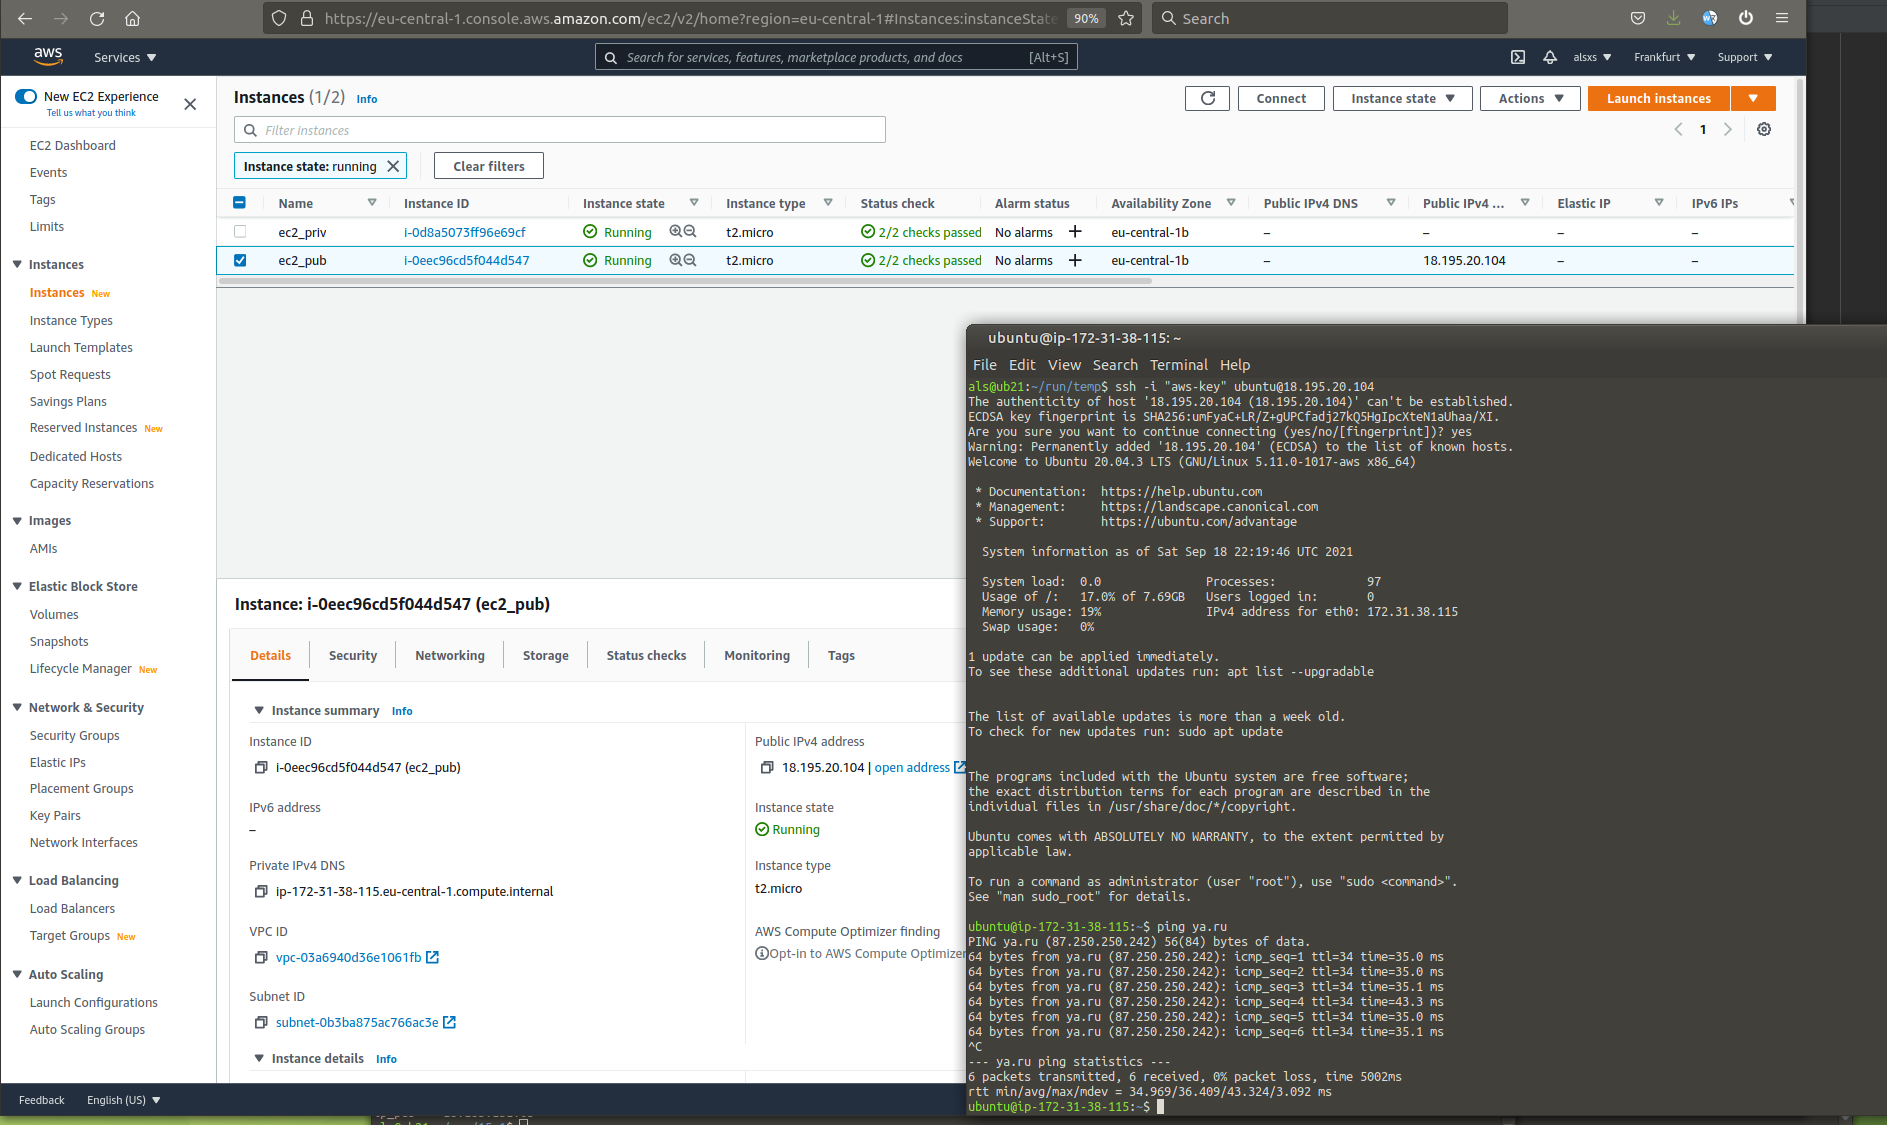 https://eu-central-1.console.aws.amazon.com/ec2/v2/home?region=eu-central-1#Instances:instanceState
90%
Search
aws
Services
Search for services, features, marketplace products, and docs [Alt+S]
alsxs
Frankfurt
Support
New EC2 Experience
Tell us what you think
EC2 Dashboard
Events
Tags
Limits
Instances
Instances New
Instance Types
Launch Templates
Spot Requests
Savings Plans
Reserved Instances New
Dedicated Hosts
Capacity Reservations
Images
AMIs
Elastic Block Store
Volumes
Snapshots
Lifecycle Manager New
Network & Security
Security Groups
Elastic IPs
Placement Groups
Key Pairs
Network Interfaces
Load Balancing
Load Balancers
Target Groups New
Auto Scaling
Launch Configurations
Auto Scaling Groups
Instances (1/2) Info
Connect
Instance state
Actions
Launch instances
Filter instances
1
Instance state: running
Clear filters
Name Instance ID Instance state Instance type Status check Alarm status Availability Zone Public IPv4 DNS Public IPv4 ... Elastic IP IPv6 IPs
ec2_priv i-0d8a5073ff96e69cf Running t2.micro 2/2 checks passed No alarms + eu-central-1b – – – –
ec2_pub i-0eec96cd5f044d547 Running t2.micro 2/2 checks passed No alarms + eu-central-1b – 18.195.20.104 – –
Instance: i-0eec96cd5f044d547 (ec2_pub)
Details Security Networking Storage Status checks Monitoring Tags
Instance summary Info
Instance ID
i-0eec96cd5f044d547 (ec2_pub)
Public IPv4 address
18.195.20.104 | open address
IPv6 address
–
Instance state
Running
Private IPv4 DNS
ip-172-31-38-115.eu-central-1.compute.internal
Instance type
t2.micro
VPC ID
vpc-03a6940d36e1061fb
AWS Compute Optimizer finding
Opt-in to AWS Compute Optimizer
Subnet ID
subnet-0b3ba875ac766ac3e
Instance details Info
Feedback English (US)
ubuntu@ip-172-31-38-115: ~
File Edit View Search Terminal Help
als@ub21:~/run/temp$ ssh -i "aws-key" ubuntu@18.195.20.104
The authenticity of host '18.195.20.104 (18.195.20.104)' can't be established.
ECDSA key fingerprint is SHA256:umFyaC+LR/Z+gUPCfadj27kQ5HgIpcXteN1aUhaa/XI.
Are you sure you want to continue connecting (yes/no/[fingerprint])? yes
Warning: Permanently added '18.195.20.104' (ECDSA) to the list of known hosts.
Welcome to Ubuntu 20.04.3 LTS (GNU/Linux 5.11.0-1017-aws x86_64)
* Documentation: https://help.ubuntu.com
* Management: https://landscape.canonical.com
* Support: https://ubuntu.com/advantage
System information as of Sat Sep 18 22:19:46 UTC 2021
System load: 0.0 Processes: 97
Usage of /: 17.0% of 7.69GB Users logged in: 0
Memory usage: 19% IPv4 address for eth0: 172.31.38.115
Swap usage: 0%
1 update can be applied immediately.
To see these additional updates run: apt list --upgradable
The list of available updates is more than a week old.
To check for new updates run: sudo apt update
The programs included with the Ubuntu system are free software;
the exact distribution terms for each program are described in the
individual files in /usr/share/doc/*/copyright.
Ubuntu comes with ABSOLUTELY NO WARRANTY, to the extent permitted by
applicable law.
To run a command as administrator (user "root"), use "sudo <command>".
See "man sudo_root" for details.
ubuntu@ip-172-31-38-115:~$ ping ya.ru
PING ya.ru (87.250.250.242) 56(84) bytes of data.
64 bytes from ya.ru (87.250.250.242): icmp_seq=1 ttl=34 time=35.0 ms
64 bytes from ya.ru (87.250.250.242): icmp_seq=2 ttl=34 time=35.0 ms
64 bytes from ya.ru (87.250.250.242): icmp_seq=3 ttl=34 time=35.1 ms
64 bytes from ya.ru (87.250.250.242): icmp_seq=4 ttl=34 time=43.3 ms
64 bytes from ya.ru (87.250.250.242): icmp_seq=5 ttl=34 time=35.0 ms
64 bytes from ya.ru (87.250.250.242): icmp_seq=6 ttl=34 time=35.1 ms
^C
--- ya.ru ping statistics ---
6 packets transmitted, 6 received, 0% packet loss, time 5002ms
rtt min/avg/max/mdev = 34.969/36.409/43.324/3.092 ms
ubuntu@ip-172-31-38-115:~$